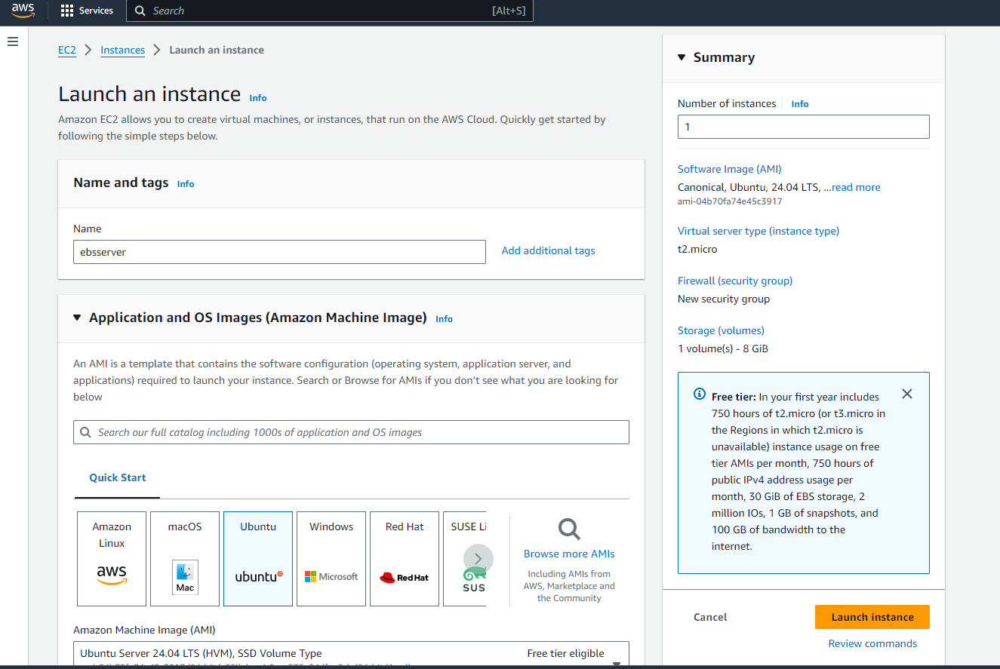 aws
Services
Search
[Alt+S]
EC2
Instances
Launch an instance
Launch an instance
Info
Amazon EC2 allows you to create virtual machines, or instances, that run on the AWS Cloud. Quickly get started by
following the simple steps below.
Name and tags
Info
Name
ebsserver
Add additional tags
Application and OS Images (Amazon Machine Image)
Info
An AMI is a template that contains the software configuration (operating system, application server, and
applications) required to launch your instance. Search or Browse for AMIs if you don't see what you are looking for
below
Search our full catalog including 1000s of application and OS images
Quick Start
Amazon
Linux
aws
macOS
Mac
Ubuntu
ubuntu
Windows
Microsoft
Red Hat
Red Hat
SUSE Li
SUS
Browse more AMIs
Including AMIs from
AWS, Marketplace and
the Community
Amazon Machine Image (AMI)
Ubuntu Server 24.04 LTS (HVM), SSD Volume Type
Free tier eligible
Summary
Number of instances
Info
1
Software Image (AMI)
Canonical, Ubuntu, 24.04 LTS, ...read more
ami-04b70fa74e45c3917
Virtual server type (instance type)
t2.micro
Firewall (security group)
New security group
Storage (volumes)
1 volume(s) - 8 GiB
Free tier: In your first year includes
750 hours of t2.micro (or t3.micro in
the Regions in which t2.micro is
unavailable) instance usage on free
tier AMIs per month, 750 hours of
public IPv4 address usage per
month, 30 GiB of EBS storage, 2
million IOs, 1 GB of snapshots, and
100 GB of bandwidth to the
internet.
Cancel
Launch instance
Review commands